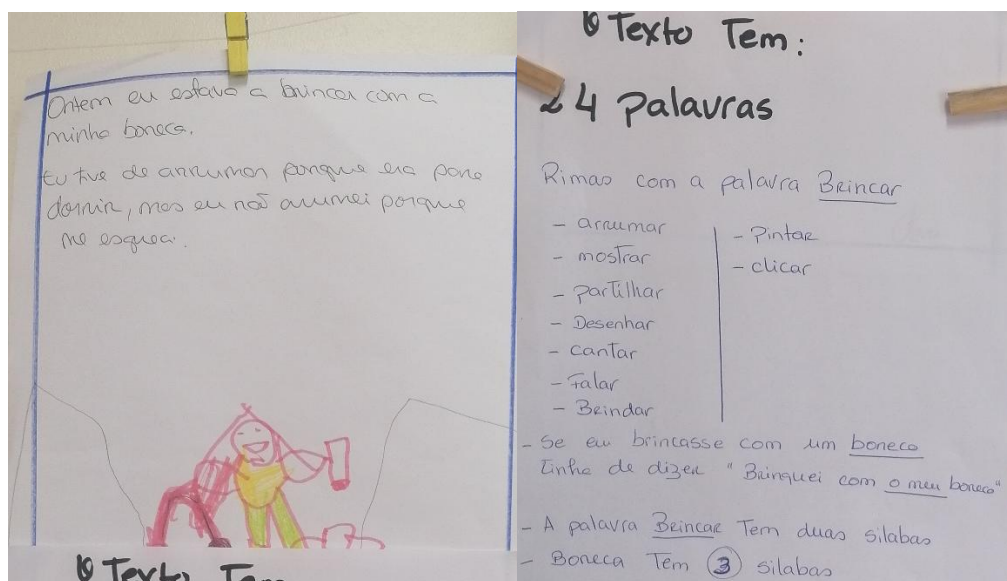 Ontem eu estava a brincar com a
minha boneca.
Eu tive de arrumar porque era para
dormir, mas eu não arrumei porque
me esqueci.
O Texto Tem:
O Texto Tem:
24 Palavras
Rimas com a palavra Brincar
- arrumar
- mostrar
- partilhar
- Desenhar
- cantar
- Falar
- Brindar
- Pintar
- clicar
- Se eu brincasse com um boneco
Tinha de dizer "Brinquei com o meu boneco"
- A palavra Brincar Tem duas silabas
- Boneca Tem 3 silabas